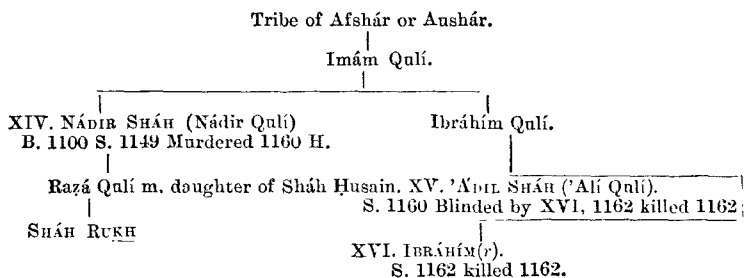 Tribe of Afshár or Aushár.
Imám Qulí.
XIV. NÁDIR SHÁH (Nádir Qulí) Ibráhím Qulí.
B. 1100 S. 1149 Murdered 1160 H.
Raẓá Qulí m. daughter of Sháh Ḥusain. XV. 'ÁDIL SHÁH ('Alí Qulí).
S. 1160 Blinded by XVI, 1162 killed 1162
SHÁH RUKH
XVI. IBRÁHÍM(r).
S. 1162 killed 1162.